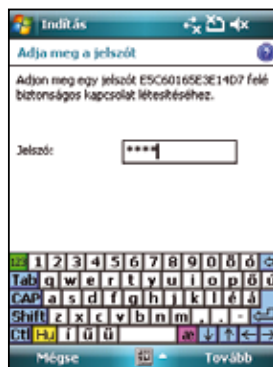 Indítás
Adja meg a jelszót
Adjon meg egy jelszót E5C60165E3E14D7 felé
biztonságos kapcsolat létesítéséhez.
Jelszó: ****
123 1 2 3 4 5 6 7 8 9 0 ö ó
Tab q w e r t y u i o p ő ú
CAP a s d f g h j k l é á
Shift z x c v b n m , . -
Ctl Hu í ű ü æ ↓ ↑ ← →
Mégse Tovább